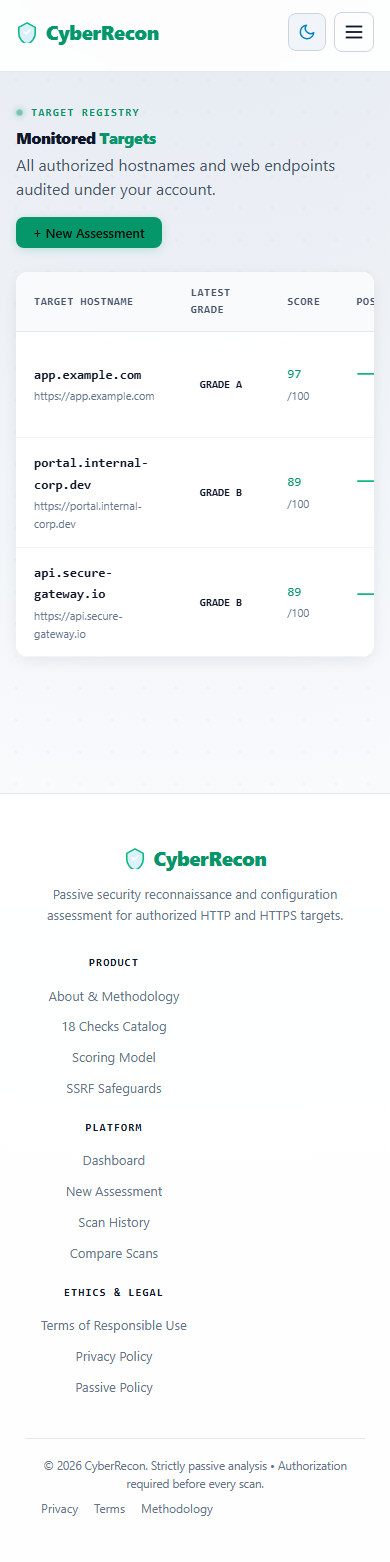 CyberRecon
TARGET REGISTRY
Monitored Targets
All authorized hostnames and web endpoints
audited under your account.
+ New Assessment
TARGET HOSTNAME
LATEST
GRADE
SCORE
POS
app.example.com
https://app.example.com
GRADE A
97
/100
portal.internal-
corp.dev
https://portal.internal-
corp.dev
GRADE B
89
/100
api.secure-
gateway.io
https://api.secure-
gateway.io
GRADE B
89
/100
CyberRecon
Passive security reconnaissance and configuration
assessment for authorized HTTP and HTTPS targets.
PRODUCT
About & Methodology
18 Checks Catalog
Scoring Model
SSRF Safeguards
PLATFORM
Dashboard
New Assessment
Scan History
Compare Scans
ETHICS & LEGAL
Terms of Responsible Use
Privacy Policy
Passive Policy
© 2026 CyberRecon. Strictly passive analysis • Authorization
required before every scan.
Privacy Terms Methodology